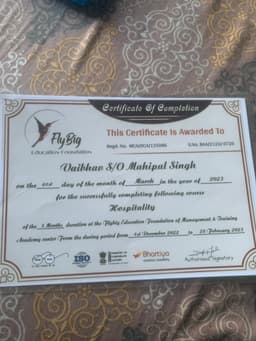 Certificate Of Completion
FlyBig
Education Foundation
This Certificate Is Awarded To
Vaibhav S/O Mahipal Singh
on the day of the month of March in the year of 2023
for the successfully completing following course
Hospitality
of the 3 Months duration at the Flybig Education Foundation of Management & Training
Academy center From the during period from 1st December 2022 to 28 February 2023
ISO
Bhartiya
Authorised Signatory